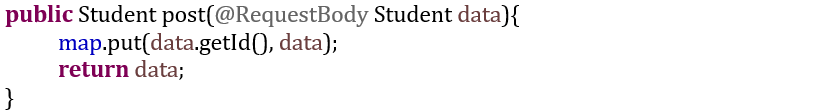 public Student post(@RequestBody Student data){
map.put(data.getId(), data);
return data;
}